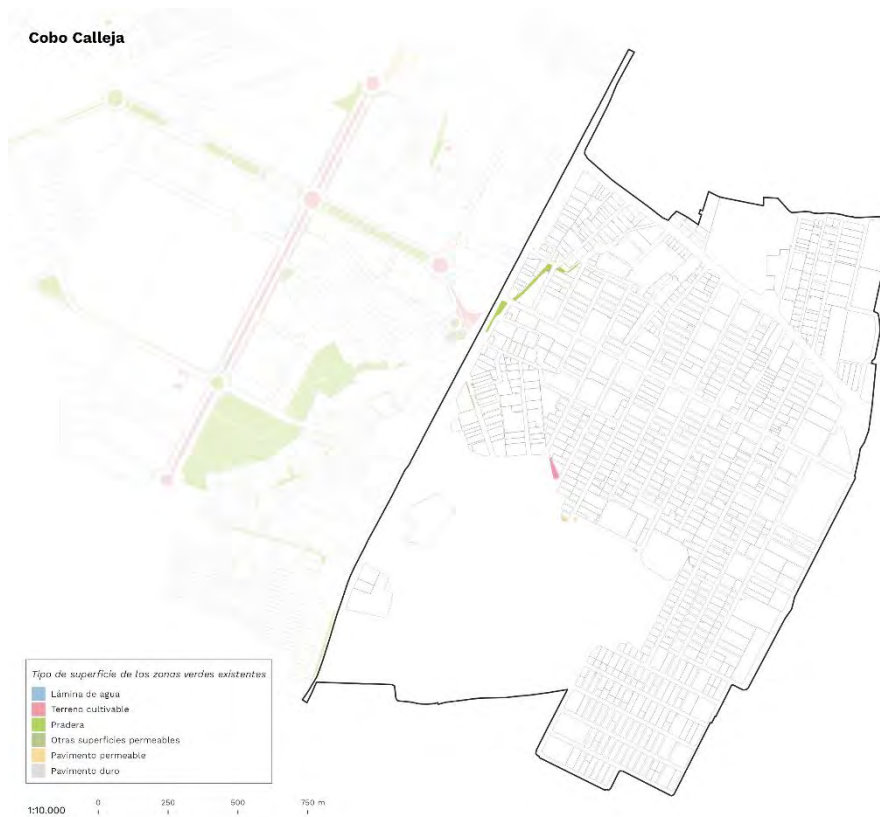 Cobo Calleja
Tipo de superficie de las zonas verdes existentes
Lámina de agua
Terreno cultivable
Pradera
Otras superficies permeables
Pavimento permeable
Pavimento duro
1:10.000
0 250 500 750 m